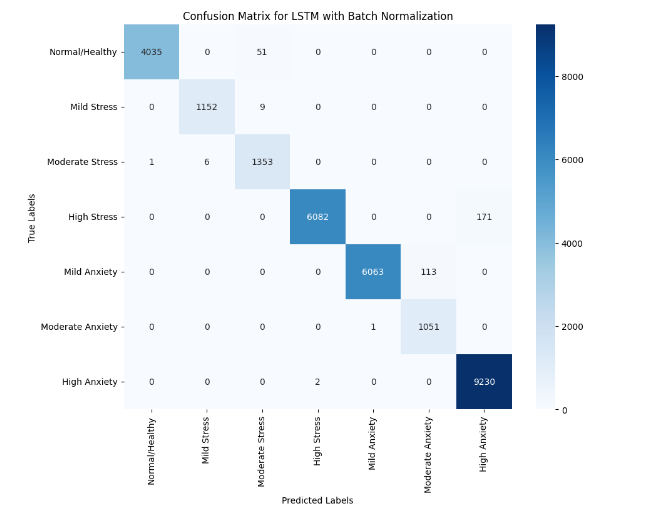 Confusion Matrix for LSTM with Batch Normalization
Normal/Healthy 4035 0 51 0 0 0 0
Mild Stress 0 1152 9 0 0 0 0
Moderate Stress 1 6 1353 0 0 0 0
High Stress 0 0 0 6082 0 0 171
Mild Anxiety 0 0 0 0 6063 113 0
Moderate Anxiety 0 0 0 0 1 1051 0
High Anxiety 0 0 0 2 0 0 9230
True Labels
Normal/Healthy
Mild Stress
Moderate Stress
High Stress
Mild Anxiety
Moderate Anxiety
High Anxiety
Predicted Labels
8000
6000
4000
2000
0